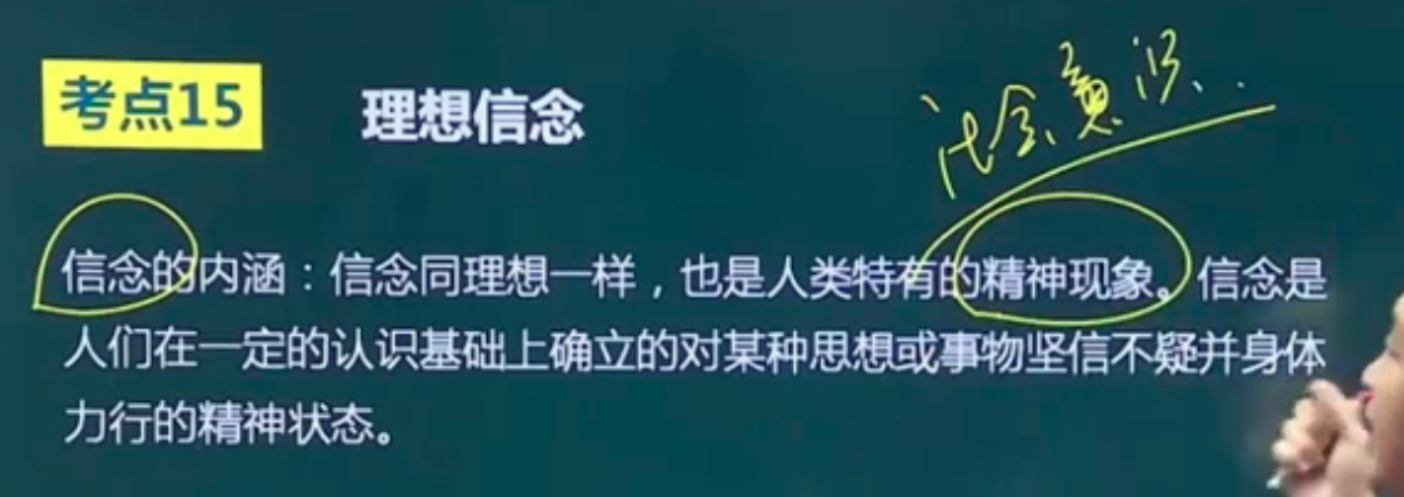 考点15 理想信念
社会意识
信念的内涵：信念同理想一样，也是人类特有的精神现象。信念是
人们在一定的认识基础上确立的对某种思想或事物坚信不疑并身体
力行的精神状态。